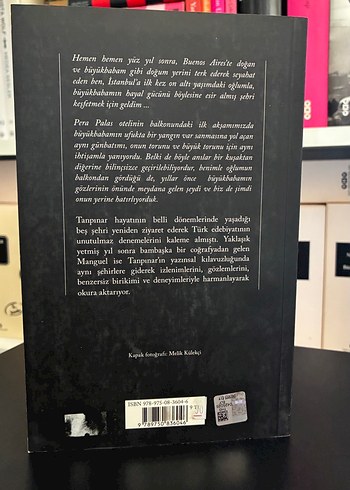 Hemen hemen yüz yıl sonra, Buenos Aires'te doğan
ve büyükbabam gibi doğum yerini terk ederek seyahat
eden ben, İstanbul'a ilk kez on altı yaşımdaki oğlumla,
büyükbabamın hayal gücünü böylesine esir almış şehri
keşfetmek için geldim ...
Pera Palas otelinin balkonundaki ilk akşamımızda
büyükbabamın ufukta bir yangın var sanmasına yol açan
aynı günbatımı, onun torunu ve büyük torunu için aynı
ihtişamla yanıyordu. Belki de böyle anılar bir kuşaktan
diğerine bilinçsizce geçirilebiliyordur, benimle oğlumun
balkondan gördüğü de, yıllar önce büyükbabamın
gözlerinin önünde meydana gelen şeydi ve biz de şimdi
onun yerine hatırlıyorduk.
Tanpınar hayatının belli dönemlerinde yaşadığı
beş şehri yeniden ziyaret ederek Türk edebiyatının
unutulmaz denemelerini kaleme almıştı. Yaklaşık
yetmiş yıl sonra bambaşka bir coğrafyadan gelen
Manguel ise Tanpınar'ın yazınsal kılavuzluğunda
aynı şehirlere giderek izlenimlerini, gözlemlerini,
benzersiz birikimi ve deneyimleriyle harmanlayarak
okura aktarıyor.
Kapak fotoğrafı: Melik Külekçi
ISBN 978-975-08-3604-6
9 789750 836046